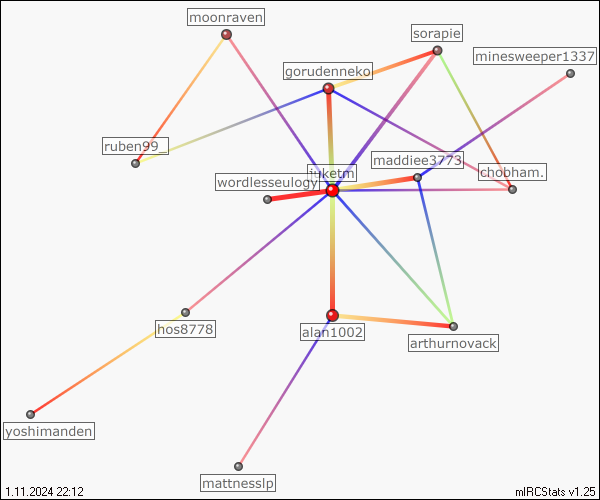 moonraven
sorapie
minesweeper1337
gorudenneko
ruben99_
maddiee3773
juketm
chobham.
wordlesseulogy
hos8778
alan1002
arthurnovack
yoshimanden
mattnesslp
1.11.2024 22:12
mIRCStats v1.25